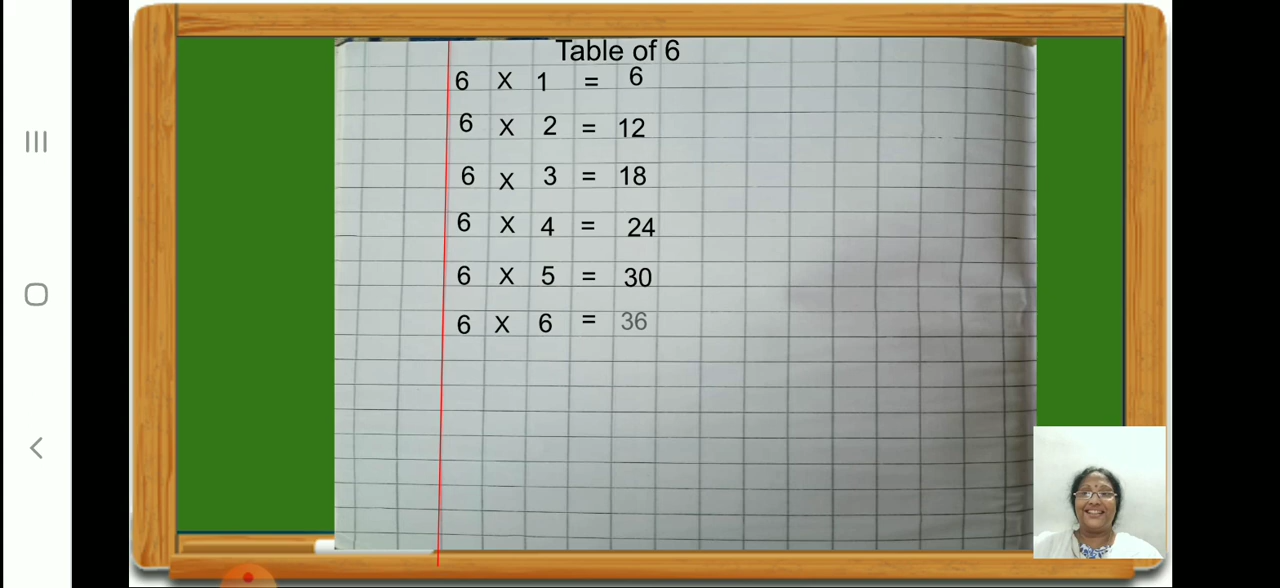 Table of 6
6 X 1 = 6
6 X 2 = 12
6 X 3 = 18
6 X 4 = 24
6 X 5 = 30
6 X 6 = 36